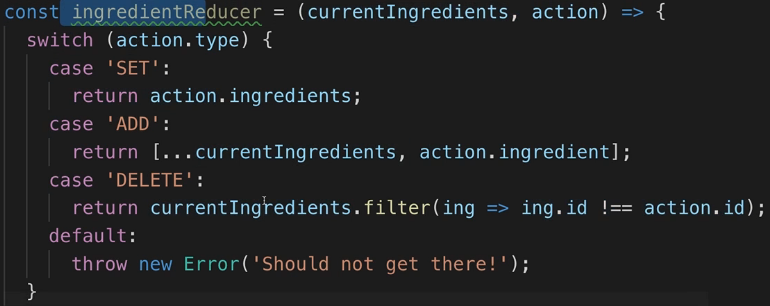 const ingredientReducer = (currentIngredients, action) => {
  switch (action.type) {
    case 'SET':
      return action.ingredients;
    case 'ADD':
      return [...currentIngredients, action.ingredient];
    case 'DELETE':
      return currentIngredients.filter(ing => ing.id !== action.id);
    default:
      throw new Error('Should not get there!');
  }